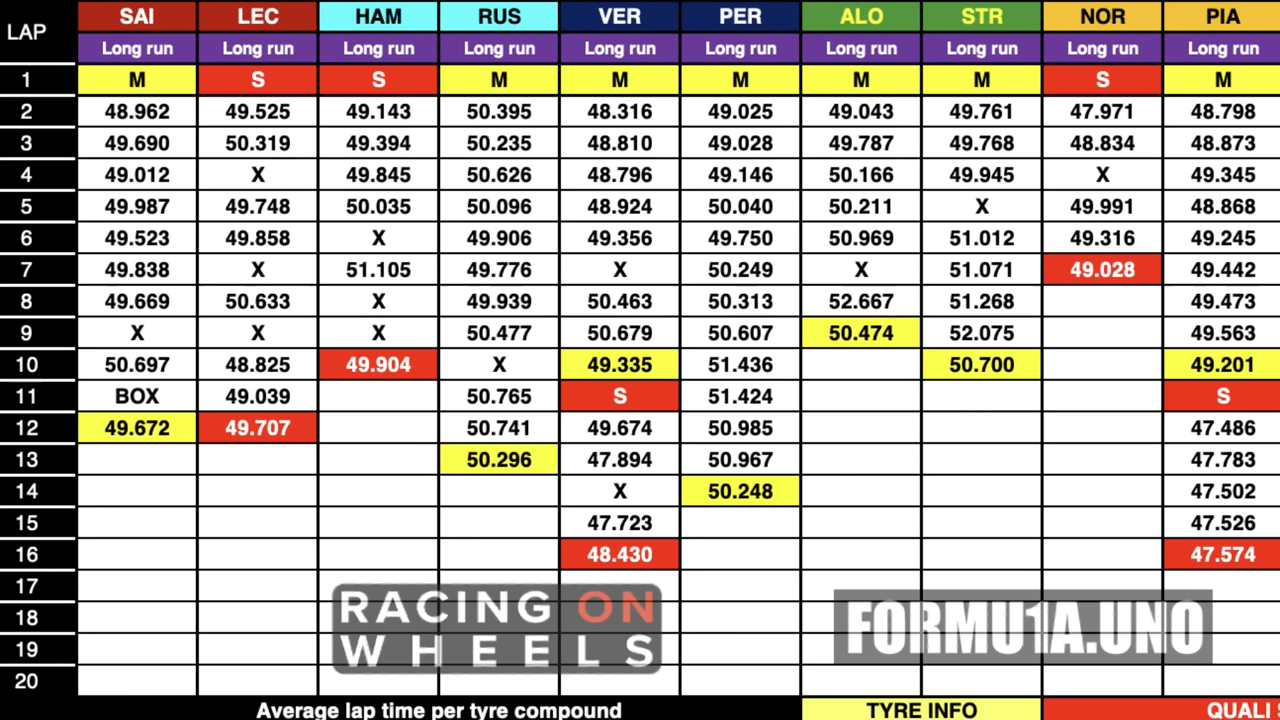 LAP SAI LEC HAM RUS VER PER ALO STR NOR PIA
Long run Long run Long run Long run Long run Long run Long run Long run Long run Long run
1 M S S M M M M M S M
2 48.962 49.525 49.143 50.395 48.316 49.025 49.043 49.761 47.971 48.798
3 49.690 50.319 49.394 50.235 48.810 49.028 49.787 49.768 48.834 48.873
4 49.012 X 49.845 50.626 48.796 49.146 50.166 49.945 X 49.345
5 49.987 49.748 50.035 50.096 48.924 50.040 50.211 X 49.991 48.868
6 49.523 49.858 X 49.906 49.356 49.750 50.969 51.012 49.316 49.245
7 49.838 X 51.105 49.776 X 50.249 X 51.071 49.028 49.442
8 49.669 50.633 X 49.939 50.463 50.313 52.667 51.268 49.473
9 X X X 50.477 50.679 50.607 50.474 52.075 49.563
10 50.697 48.825 49.904 X 49.335 51.436 50.700 49.201
11 BOX 49.039 50.765 S 51.424 S
12 49.672 49.707 50.741 49.674 50.985 47.486
13 50.296 47.894 50.967 47.783
14 X 50.248 47.502
15 47.723 47.526
16 48.430 47.574
17
18
19
20
RACING ON
WHEELS
FORMU1A.UNO
Average lap time per tyre compound TYRE INFO QUALI